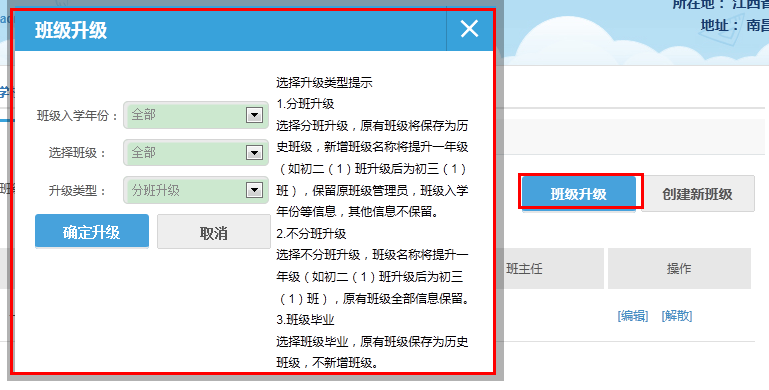 所在地： 江西省
地址： 南昌
班级升级
选择升级类型提示
班级入学年份：
全部
选择班级：
全部
升级类型：
分班升级
确定升级
取消
1.分班升级
选择分班升级，原有班级将保存为历
史班级，新增班级名称将提升一年级
（如初二（1）班升级后为初三（1）
班），保留原班级管理员，班级入学
年份等信息，其他信息不保留。
2.不分班升级
选择不分班升级，班级名称将提升一
年级（如初二（1）班升级后为初三
（1）班），原有班级全部信息保留。
3.班级毕业
选择班级毕业，原有班级保存为历史
班级，不新增班级。
班级升级
创建新班级
班主任
操作
[编辑]
[解散]